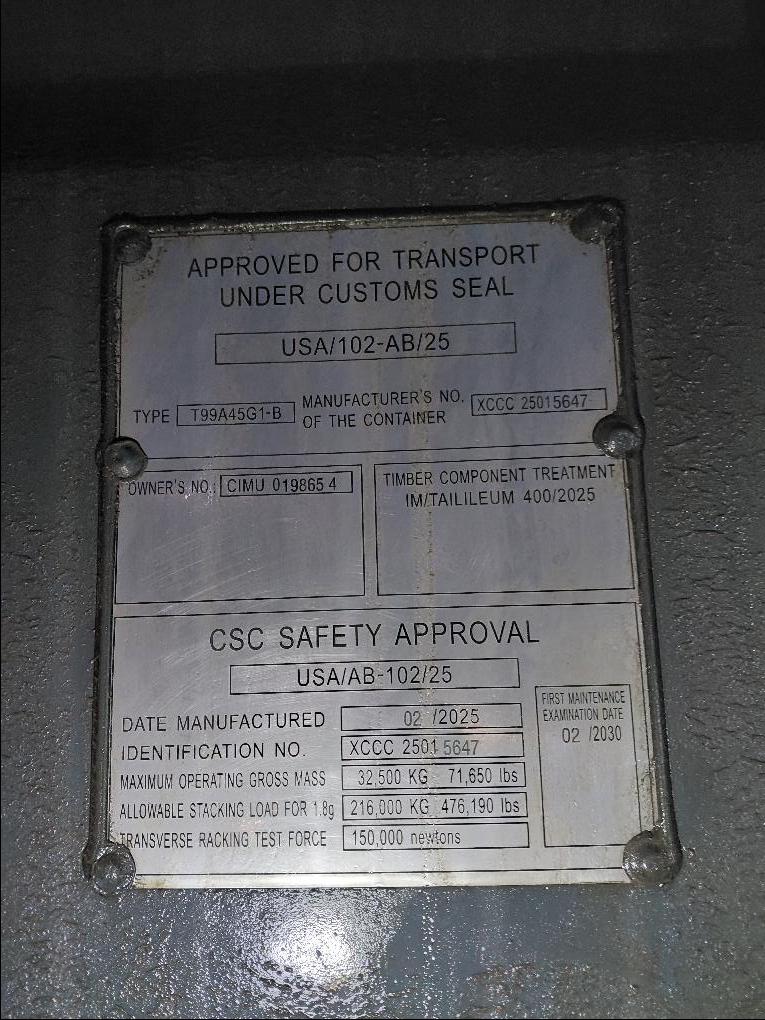 APPROVED FOR TRANSPORT
UNDER CUSTOMS SEAL
USA/102-AB/25
TYPE T99A45G1-B MANUFACTURER'S NO. OF THE CONTAINER XCCC 25015647
OWNER'S NO.: CIMU 019865 4
TIMBER COMPONENT TREATMENT
IM/TAILILEUM 400/2025
CSC SAFETY APPROVAL
USA/AB-102/25
DATE MANUFACTURED 02 /2025
IDENTIFICATION NO. XCCC 25015647
MAXIMUM OPERATING GROSS MASS 32,500 KG 71,650 lbs
ALLOWABLE STACKING LOAD FOR 1.8g 216,000 KG 476,190 lbs
TRANSVERSE RACKING TEST FORCE 150,000 newtons
FIRST MAINTENANCE
EXAMINATION DATE
02 /2030